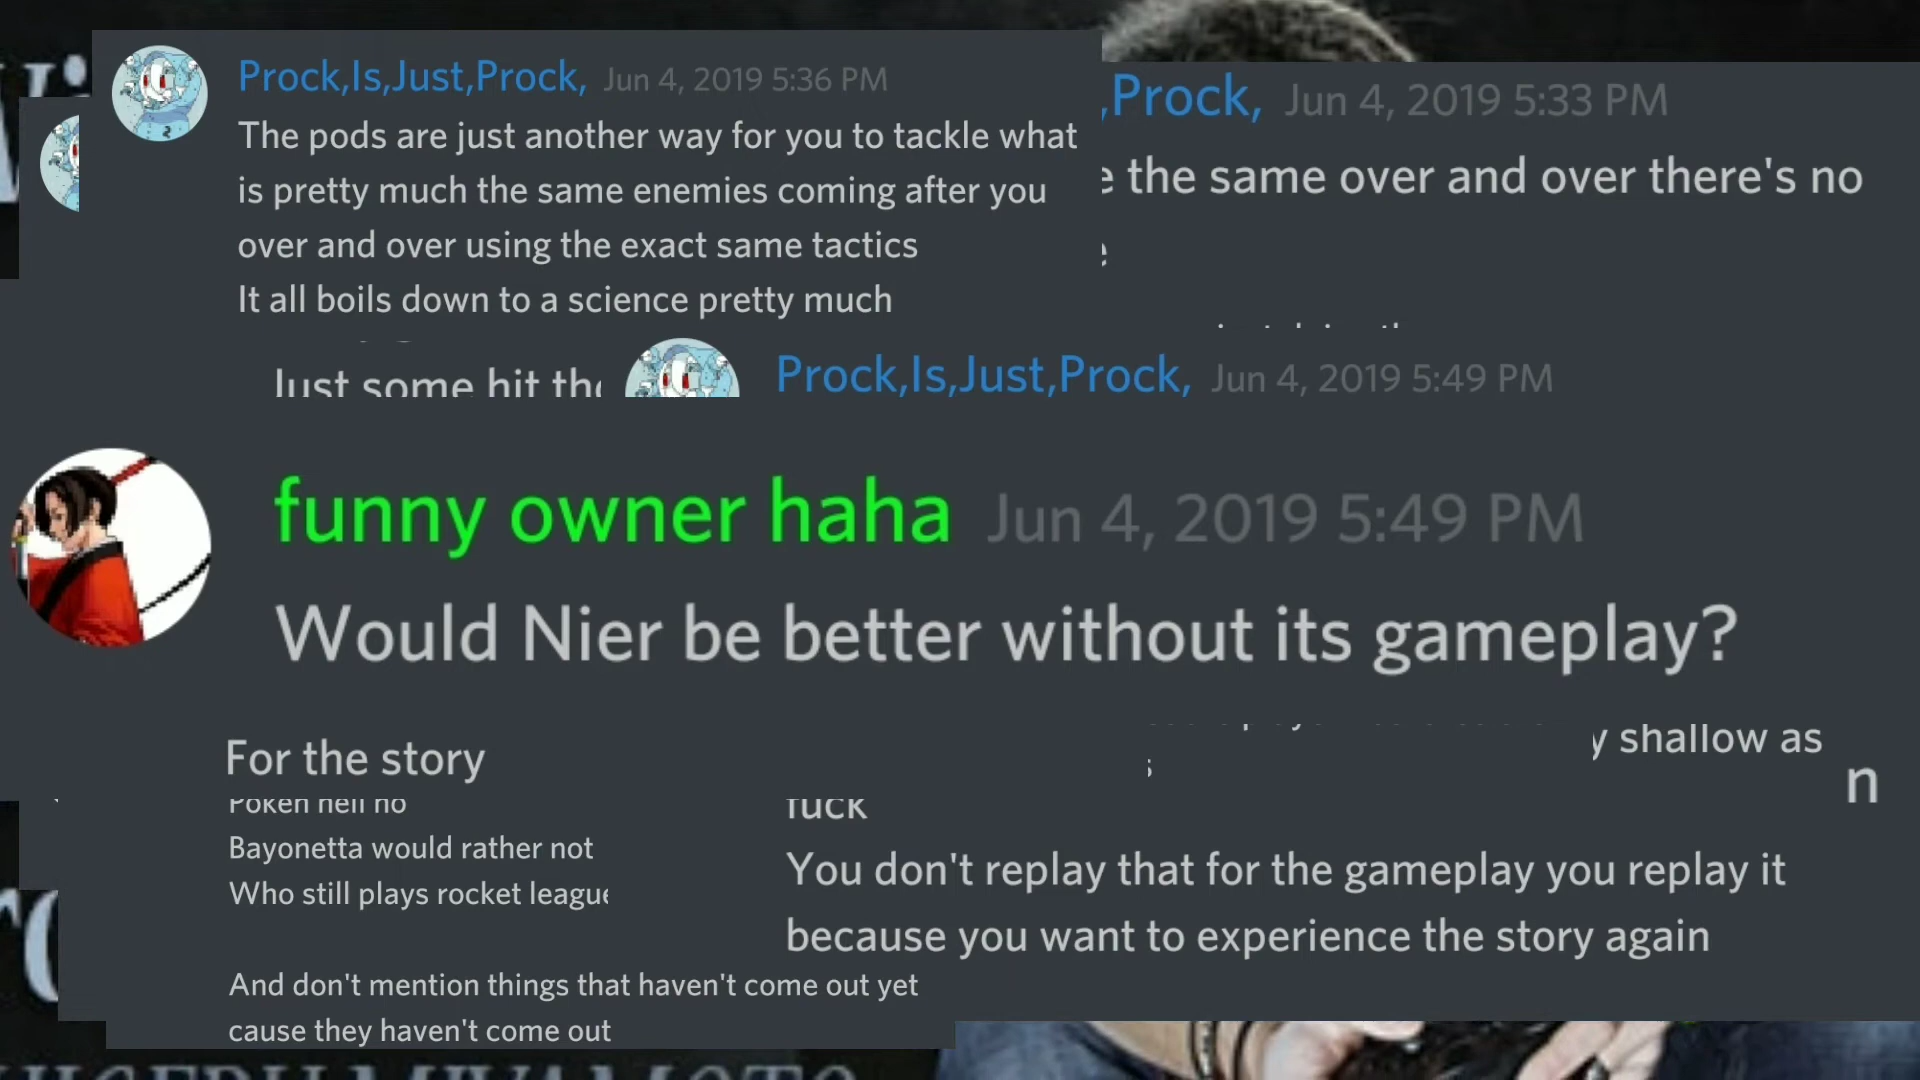 Prock,Is,Just,Prock, Jun 4, 2019 5:36 PM
The pods are just another way for you to tackle what
is pretty much the same enemies coming after you
over and over using the exact same tactics
It all boils down to a science pretty much
,Prock, Jun 4, 2019 5:33 PM
e the same over and over there's no
e
Just some hit the
Prock,Is,Just,Prock, Jun 4, 2019 5:49 PM
funny owner haha Jun 4, 2019 5:49 PM
Would Nier be better without its gameplay?
For the story
y shallow as
n
Poken hell no
Bayonetta would rather not
Who still plays rocket league
And don't mention things that haven't come out yet
cause they haven't come out
fuck
You don't replay that for the gameplay you replay it
because you want to experience the story again
SHIGERU MIYAMOTO